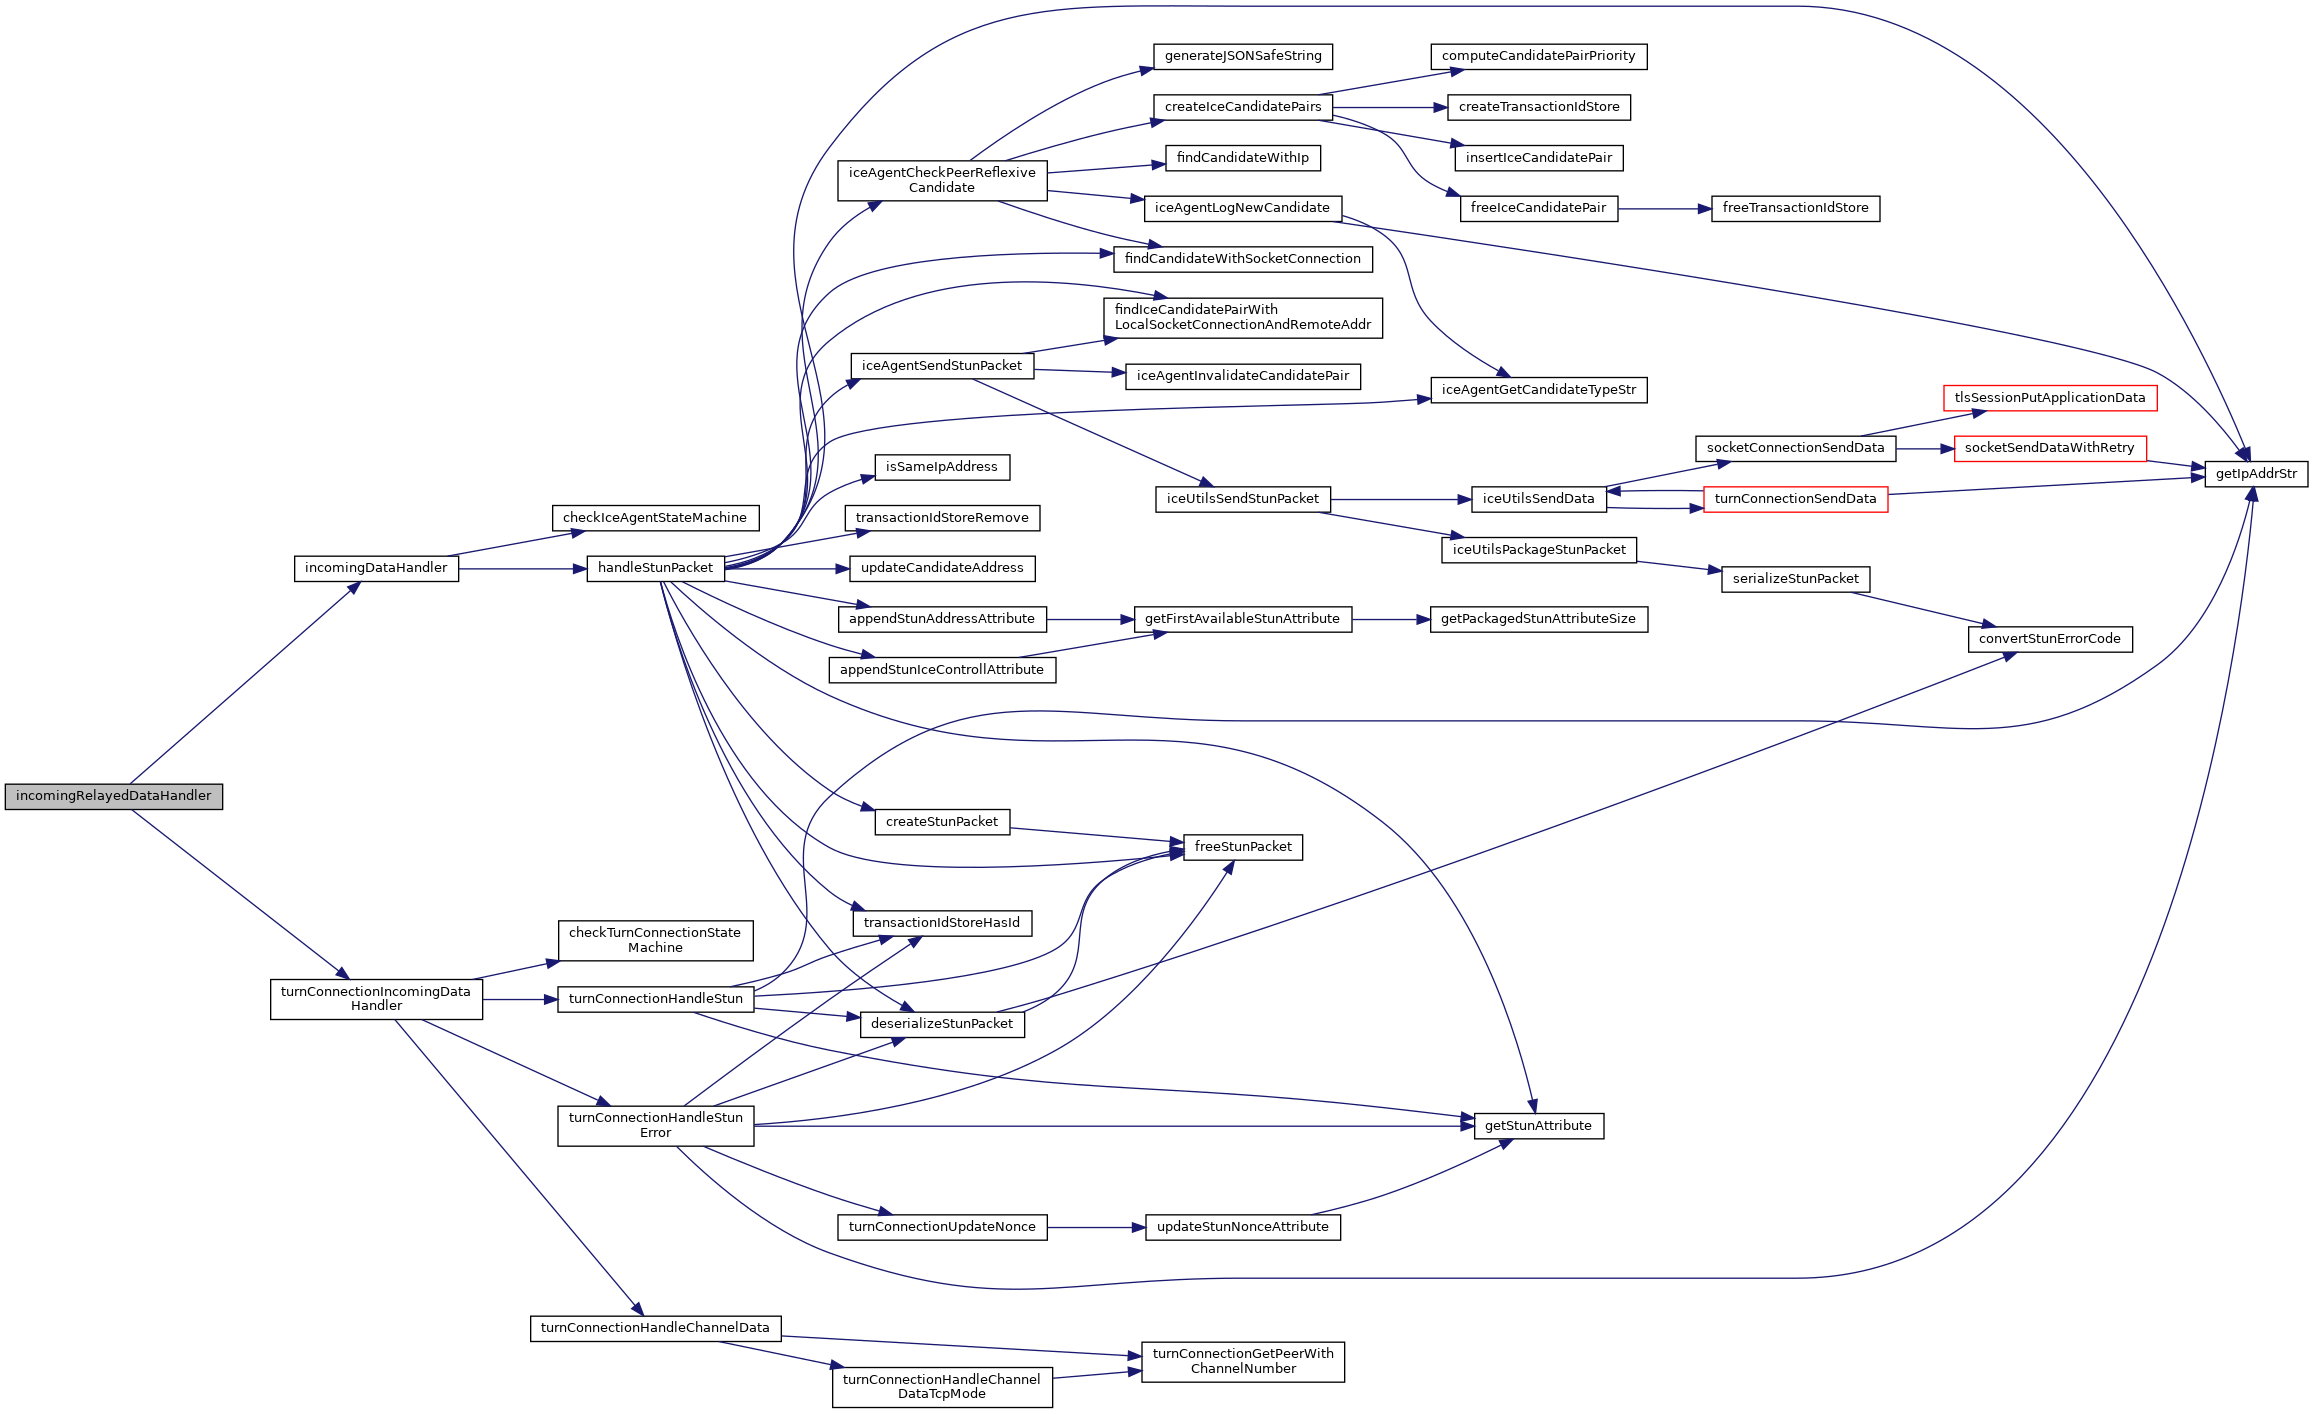 generateJSONSafeString
computeCandidatePairPriority
createIceCandidatePairs
createTransactionIdStore
findCandidateWithIp
insertIceCandidatePair
iceAgentCheckPeerReflexive
Candidate
iceAgentLogNewCandidate
freeIceCandidatePair
freeTransactionIdStore
findCandidateWithSocketConnection
findIceCandidatePairWith
LocalSocketConnectionAndRemoteAddr
iceAgentSendStunPacket
iceAgentInvalidateCandidatePair
iceAgentGetCandidateTypeStr
tlsSessionPutApplicationData
isSameIpAddress
socketConnectionSendData
socketSendDataWithRetry
getIpAddrStr
iceUtilsSendStunPacket
iceUtilsSendData
turnConnectionSendData
checkIceAgentStateMachine
transactionIdStoreRemove
iceUtilsPackageStunPacket
incomingDataHandler
handleStunPacket
updateCandidateAddress
serializeStunPacket
appendStunAddressAttribute
getFirstAvailableStunAttribute
getPackagedStunAttributeSize
convertStunErrorCode
appendStunIceControllAttribute
incomingRelayedDataHandler
createStunPacket
freeStunPacket
transactionIdStoreHasId
checkTurnConnectionState
Machine
turnConnectionIncomingData
Handler
turnConnectionHandleStun
deserializeStunPacket
turnConnectionHandleStun
Error
getStunAttribute
turnConnectionUpdateNonce
updateStunNonceAttribute
turnConnectionHandleChannelData
turnConnectionGetPeerWith
ChannelNumber
turnConnectionHandleChannel
DataTcpMode